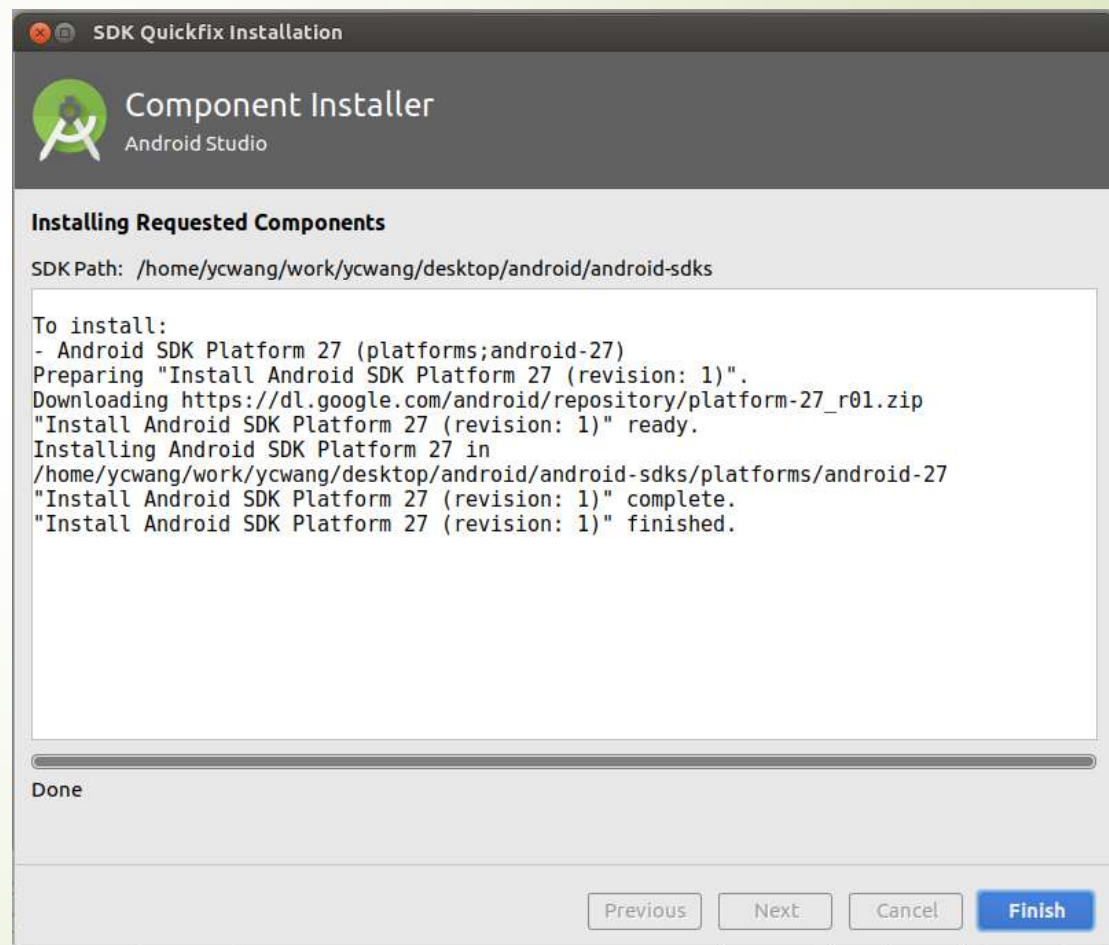 SDK Quickfix Installation
Component Installer
Android Studio
Installing Requested Components
SDK Path: /home/ycwang/work/ycwang/desktop/android/android-sdks
To install:
- Android SDK Platform 27 (platforms;android-27)
Preparing "Install Android SDK Platform 27 (revision: 1)".
Downloading https://dl.google.com/android/repository/platform-27_r01.zip
"Install Android SDK Platform 27 (revision: 1)" ready.
Installing Android SDK Platform 27 in
/home/ycwang/work/ycwang/desktop/android/android-sdks/platforms/android-27
"Install Android SDK Platform 27 (revision: 1)" complete.
"Install Android SDK Platform 27 (revision: 1)" finished.
Done
Previous Next Cancel Finish